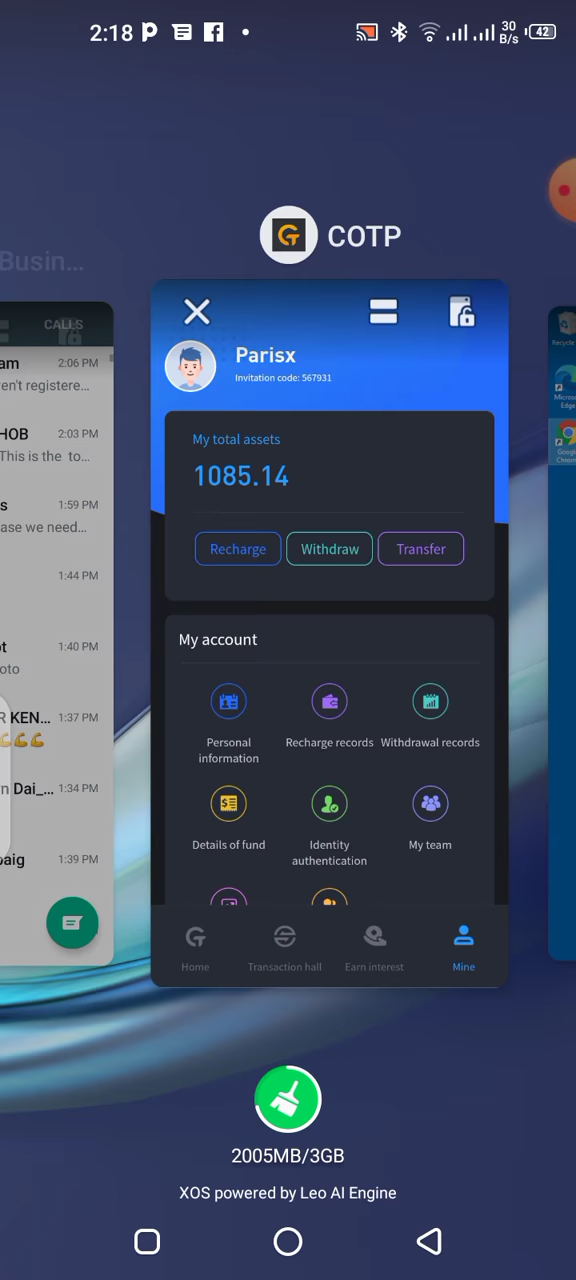 2:18
30
B/s
42
Busin...
COTP
CALLS
am
2:06 PM
en't registere...
HOB
2:03 PM
This is the to...
s
1:59 PM
ase we need...
1:44 PM
ot
1:40 PM
oto
R KEN...
1:37 PM
n Dai_...
1:34 PM
paig
1:39 PM
Parisx
Invitation code: 567931
My total assets
1085.14
Recharge
Withdraw
Transfer
My account
Personal
information
Recharge records
Withdrawal records
Details of fund
Identity
authentication
My team
Home
Transaction hall
Earn interest
Mine
Recycle
Micros
Edge
Google
Chrom
2005MB/3GB
XOS powered by Leo AI Engine